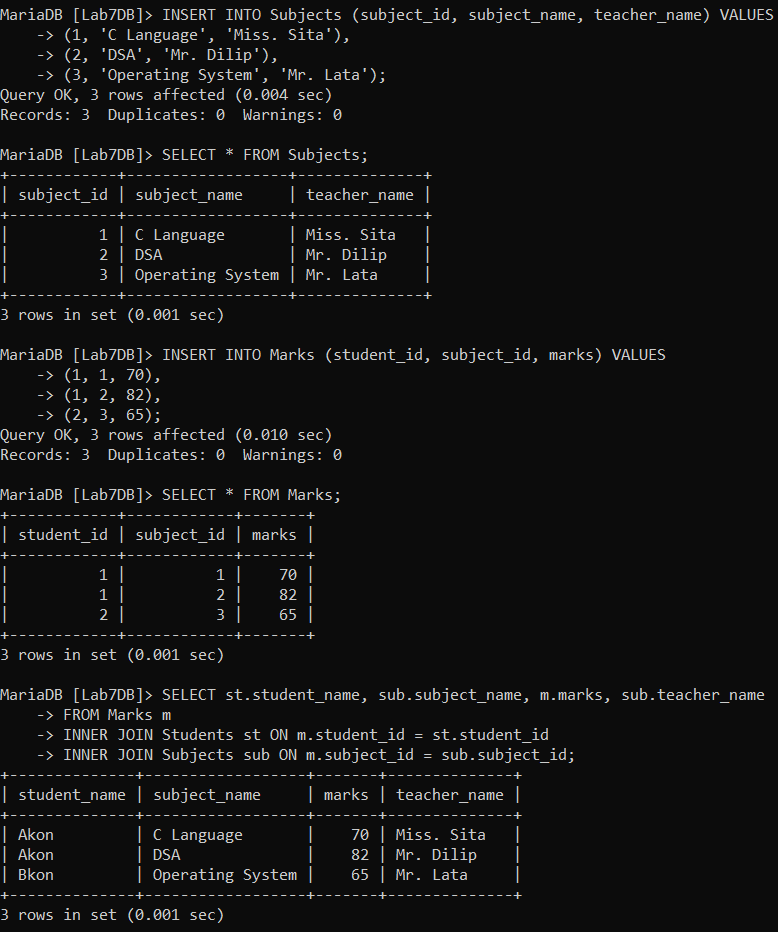 MariaDB [Lab7DB]> INSERT INTO Subjects (subject_id, subject_name, teacher_name) VALUES
    -> (1, 'C Language', 'Miss. Sita'),
    -> (2, 'DSA', 'Mr. Dilip'),
    -> (3, 'Operating System', 'Mr. Lata');
Query OK, 3 rows affected (0.004 sec)
Records: 3  Duplicates: 0  Warnings: 0

MariaDB [Lab7DB]> SELECT * FROM Subjects;
+------------+------------------+--------------+
| subject_id | subject_name     | teacher_name |
+------------+------------------+--------------+
|          1 | C Language       | Miss. Sita   |
|          2 | DSA              | Mr. Dilip    |
|          3 | Operating System | Mr. Lata     |
+------------+------------------+--------------+
3 rows in set (0.001 sec)

MariaDB [Lab7DB]> INSERT INTO Marks (student_id, subject_id, marks) VALUES
    -> (1, 1, 70),
    -> (1, 2, 82),
    -> (2, 3, 65);
Query OK, 3 rows affected (0.010 sec)
Records: 3  Duplicates: 0  Warnings: 0

MariaDB [Lab7DB]> SELECT * FROM Marks;
+------------+------------+-------+
| student_id | subject_id | marks |
+------------+------------+-------+
|          1 |          1 |    70 |
|          1 |          2 |    82 |
|          2 |          3 |    65 |
+------------+------------+-------+
3 rows in set (0.001 sec)

MariaDB [Lab7DB]> SELECT st.student_name, sub.subject_name, m.marks, sub.teacher_name
    -> FROM Marks m
    -> INNER JOIN Students st ON m.student_id = st.student_id
    -> INNER JOIN Subjects sub ON m.subject_id = sub.subject_id;
+--------------+------------------+-------+--------------+
| student_name | subject_name     | marks | teacher_name |
+--------------+------------------+-------+--------------+
| Akon         | C Language       |    70 | Miss. Sita   |
| Akon         | DSA              |    82 | Mr. Dilip    |
| Bkon         | Operating System |    65 | Mr. Lata     |
+--------------+------------------+-------+--------------+
3 rows in set (0.001 sec)